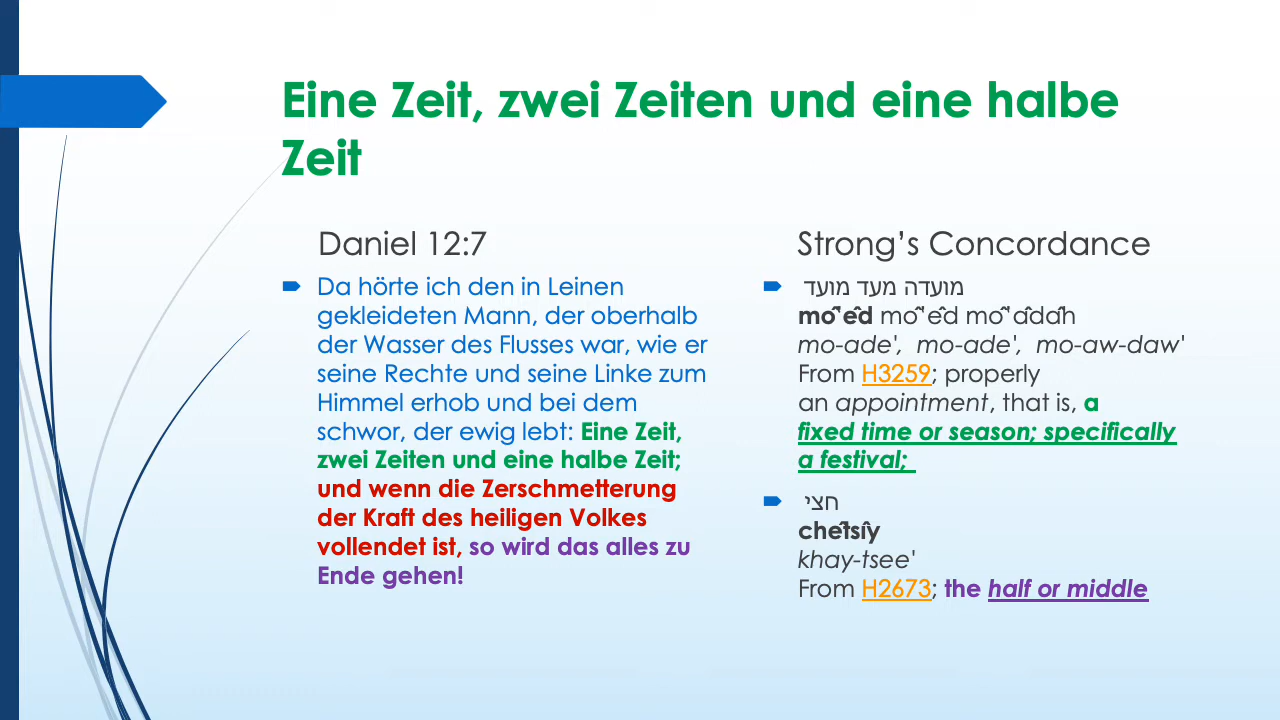 Eine Zeit, zwei Zeiten und eine halbe
Zeit
Daniel 12:7
Da hörte ich den in Leinen
gekleideten Mann, der oberhalb
der Wasser des Flusses war, wie er
seine Rechte und seine Linke zum
Himmel erhob und bei dem
schwor, der ewig lebt: Eine Zeit,
zwei Zeiten und eine halbe Zeit;
und wenn die Zerschmetterung
der Kraft des heiligen Volkes
vollendet ist, so wird das alles zu
Ende gehen!
Strong’s Concordance
מועדה מעד מועד
mô‛êd mô‛êd mô‛âdâh
mo-ade', mo-ade', mo-aw-daw'
From H3259; properly
an appointment, that is, a
fixed time or season; specifically
a festival;
חצי
chêtsîy
khay-tsee'
From H2673; the half or middle